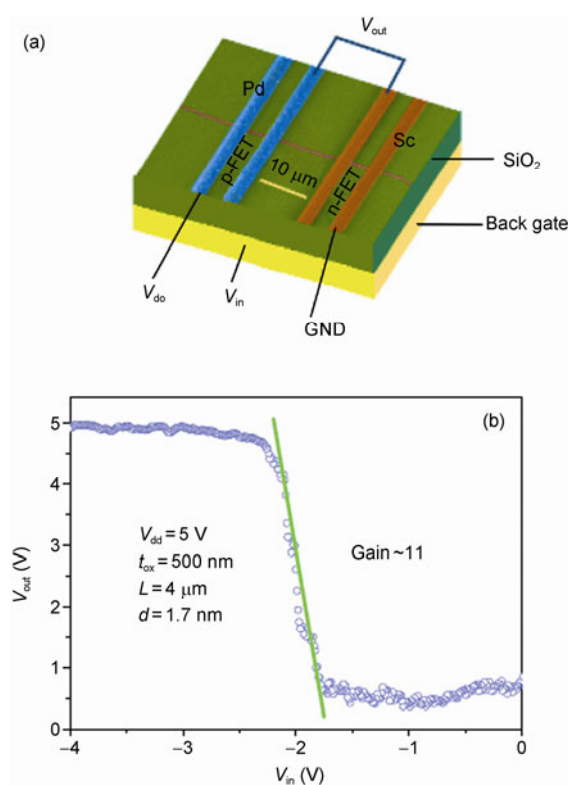 (a)
V_out
Pd
Sc
p-FET
10 μm
n-FET
SiO₂
Back gate
V_do
V_in
GND
(b)
V_dd = 5 V
t_ox = 500 nm
L = 4 μm
d = 1.7 nm
Gain ~11
5
4
3
2
1
0
V_out (V)
−4 −3 −2 −1 0
V_in (V)